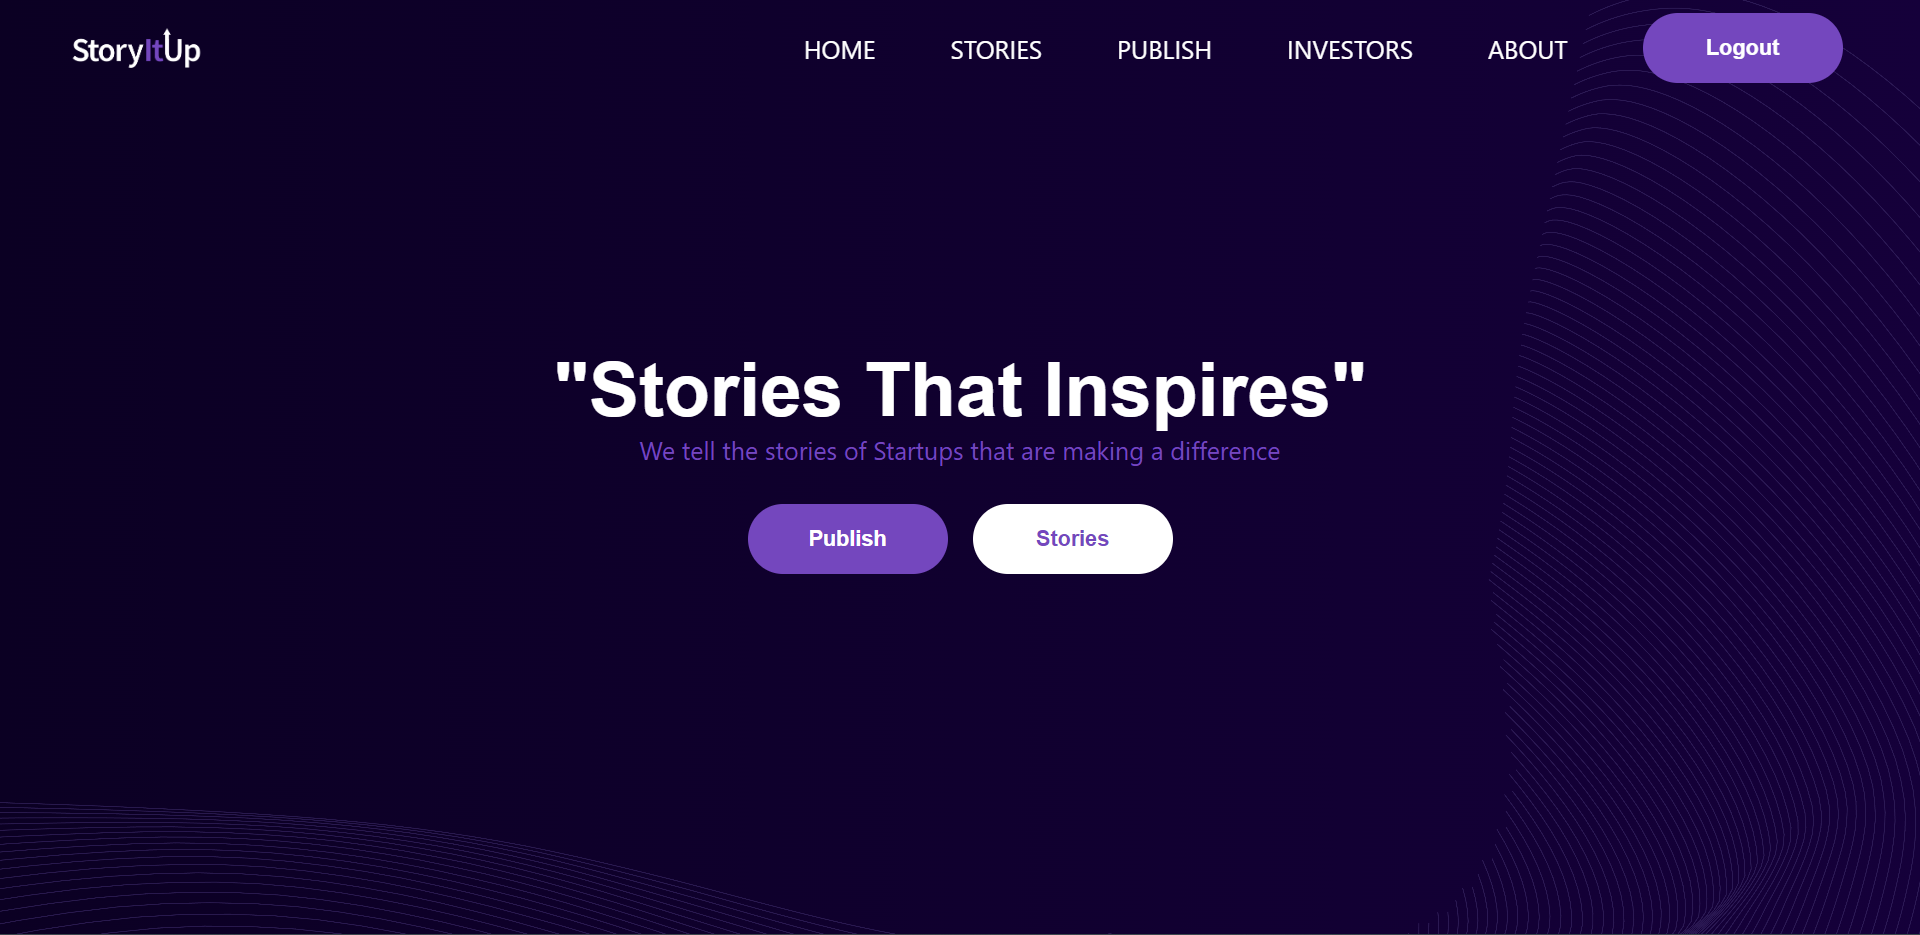 StoryItUp HOME STORIES PUBLISH INVESTORS ABOUT Logout
"Stories That Inspires"
We tell the stories of Startups that are making a difference
Publish Stories